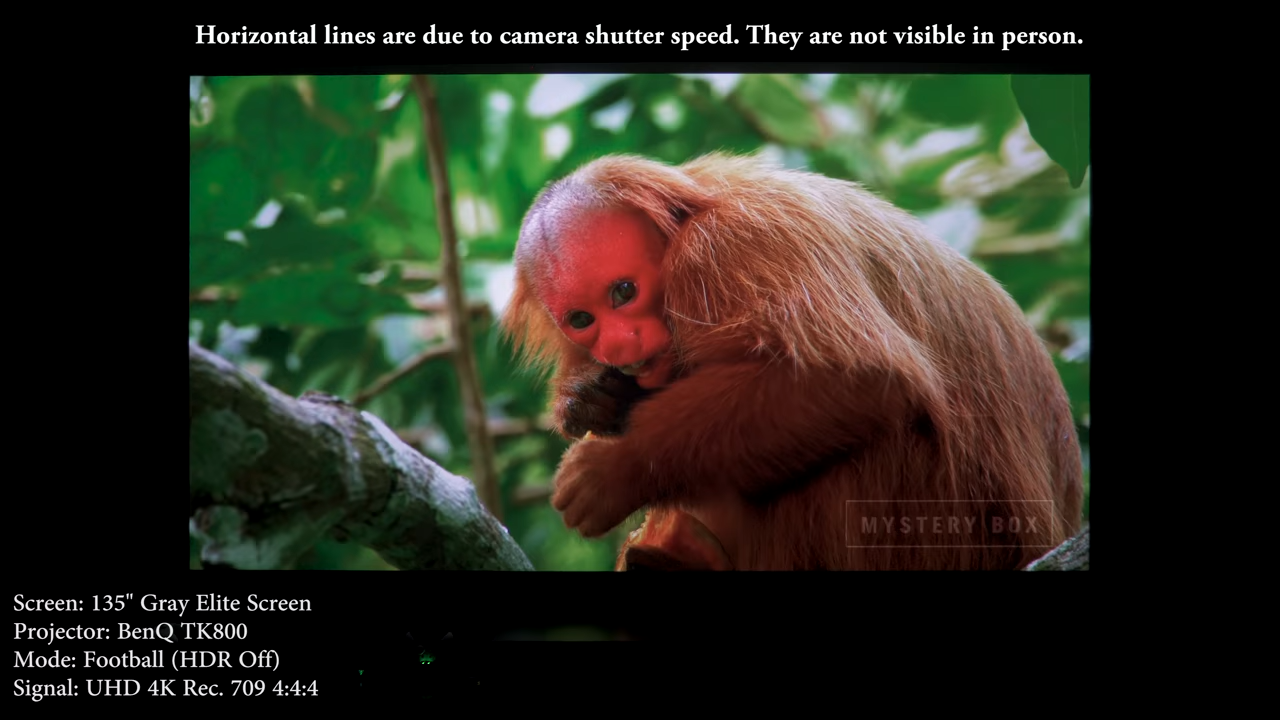 Horizontal lines are due to camera shutter speed. They are not visible in person.
MYSTERY BOX
Screen: 135" Gray Elite Screen
Projector: BenQ TK800
Mode: Football (HDR Off)
Signal: UHD 4K Rec. 709 4:4:4